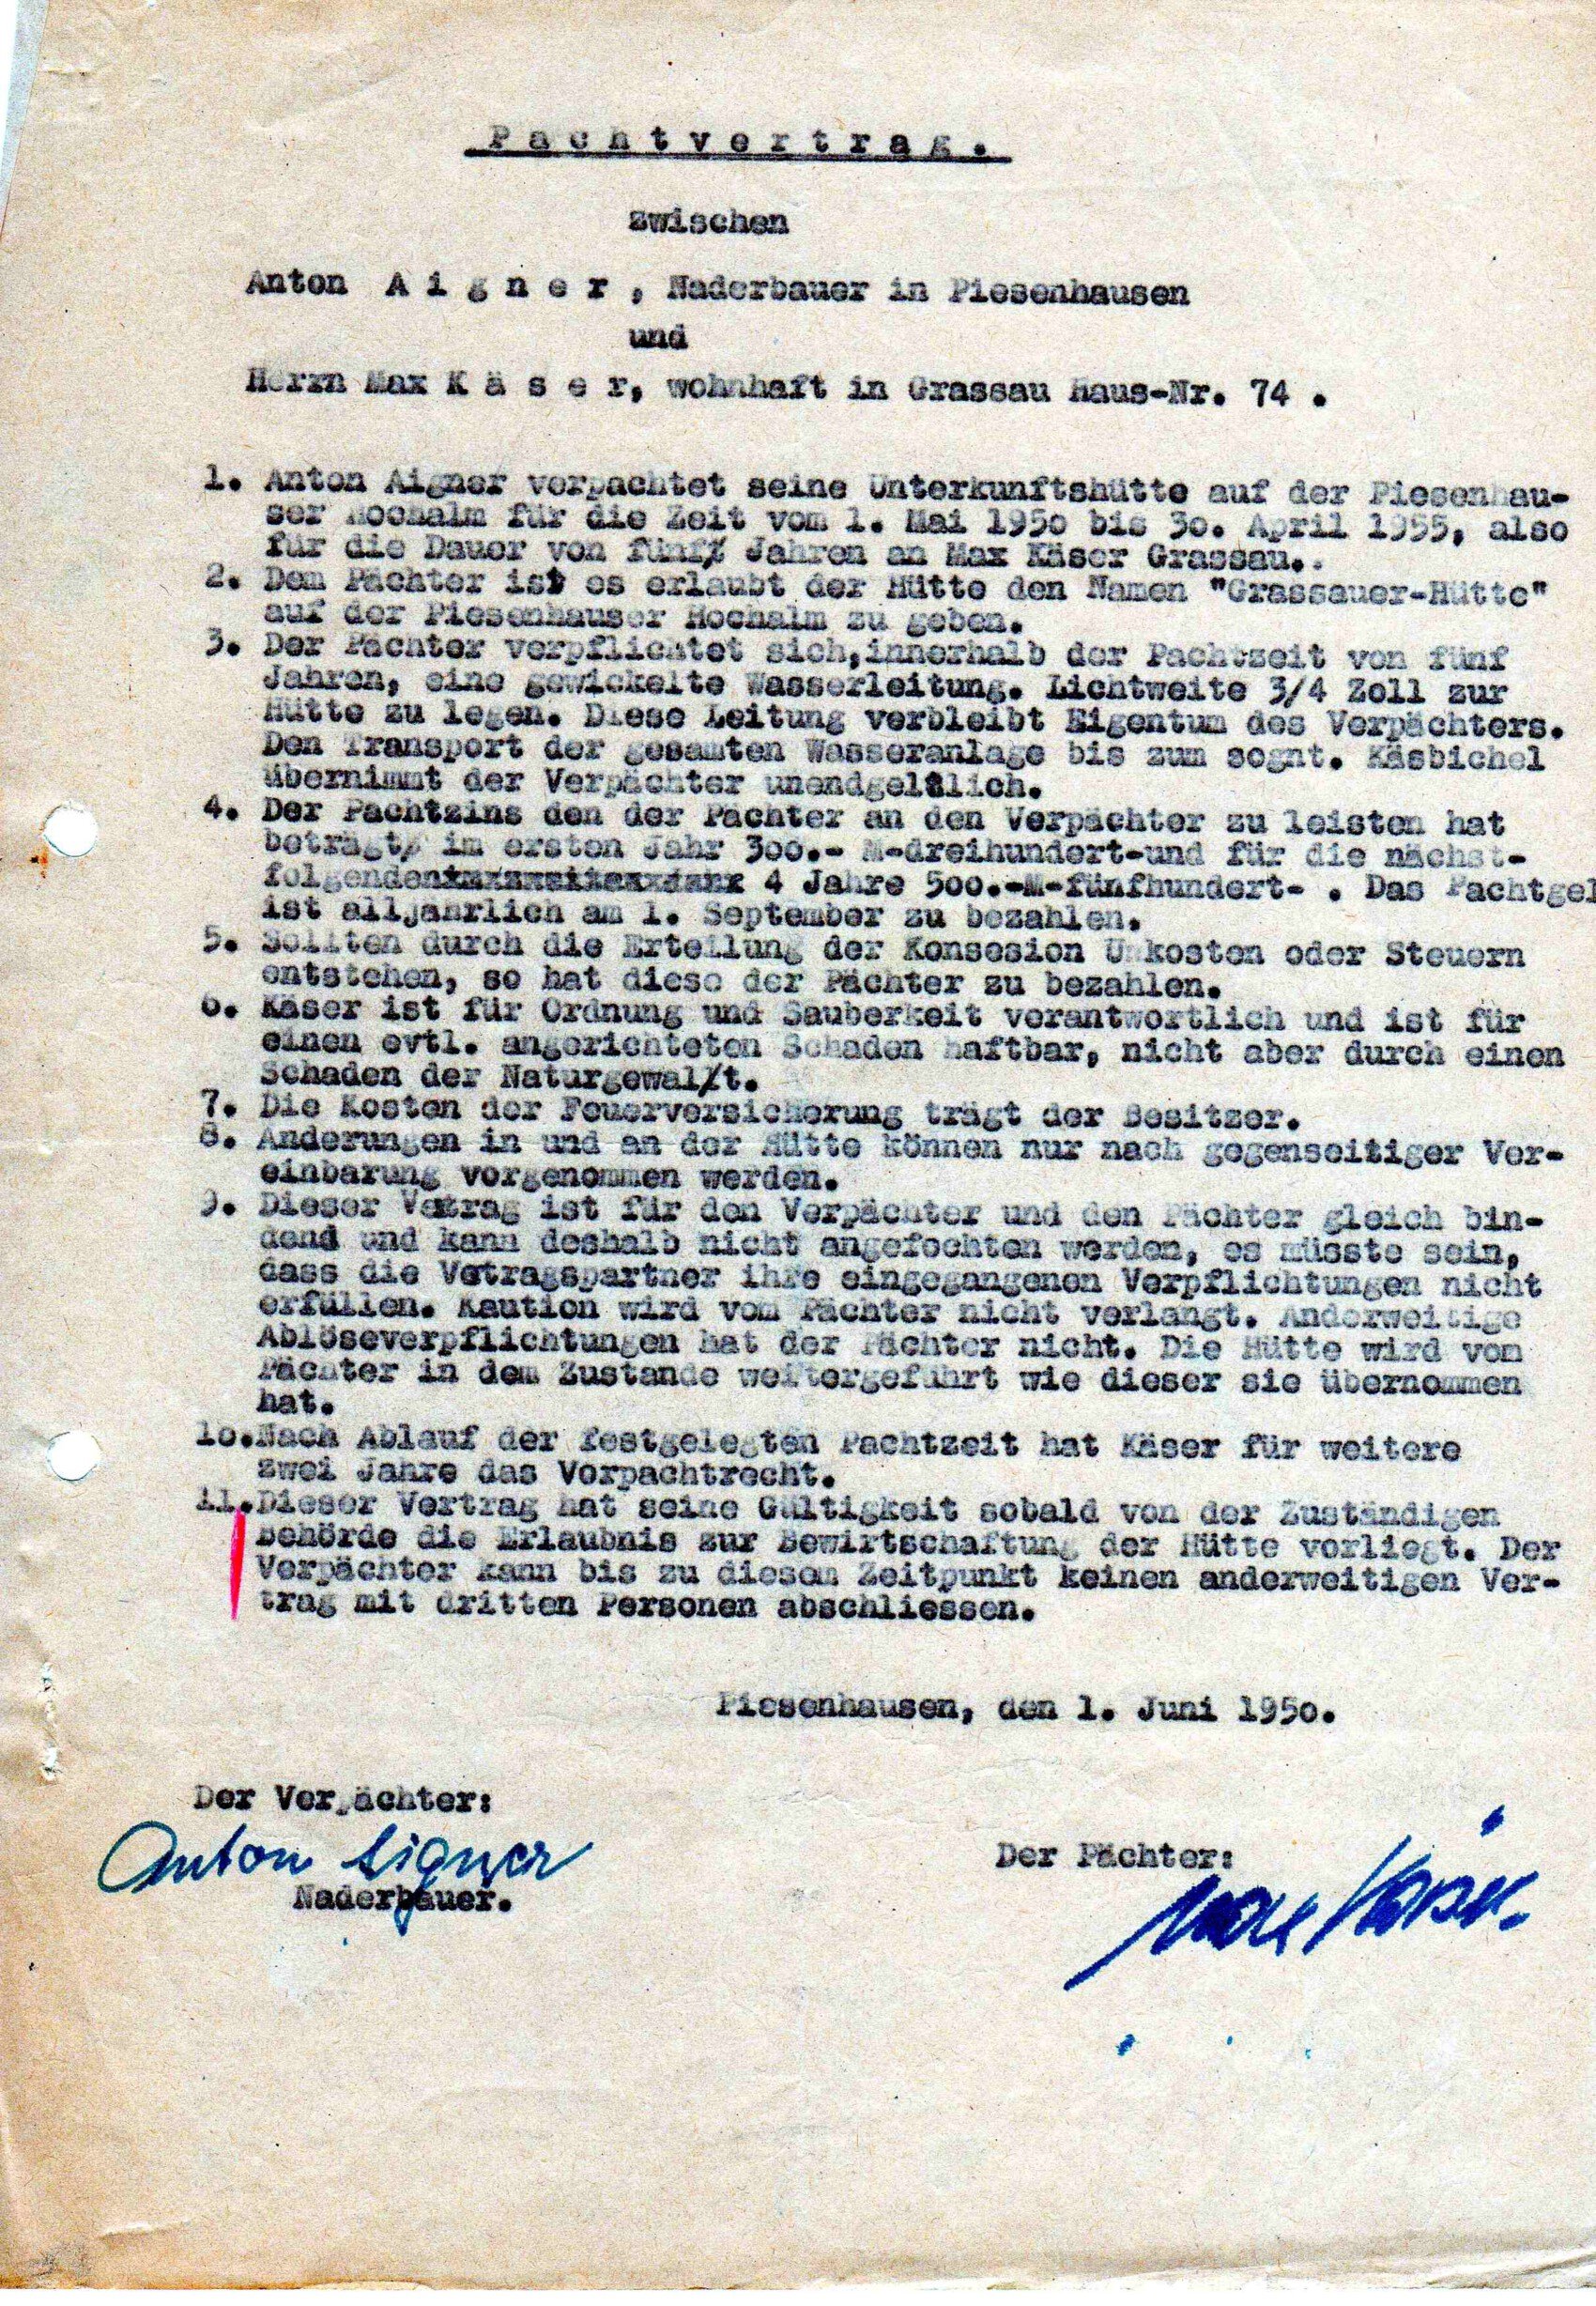 P a c h t v e r t r a g .
zwischen
Anton A i g n e r , Naderbauer in Piesenhausen
und
Herrn Max K ä s e r, wohnhaft in Grassau Haus-Nr. 74 .
1. Anton Aigner verpachtet seine Unterkunftshütte auf der Piesenhau-
ser Hochalm für die Zeit vom 1. Mai 1950 bis 30. April 1955, also
für die Dauer von fünf Jahren an Max Käser Grassau..
2. Dem Pächter ist es erlaubt der Hütte den Namen "Grassauer-Hütte"
auf der Piesenhauser Hochalm zu geben.
3. Der Pächter verpflichtet sich,innerhalb der Pachtzeit von fünf
Jahren, eine gewickelte Wasserleitung. Lichtweite 3/4 Zoll zur
Hütte zu legen. Diese Leitung verbleibt Eigentum des Verpächters.
Den Transport der gesamten Wasseranlage bis zum sognt. Käsbichel
übernimmt der Verpächter unendgeltlich.
4. Der Pachtzins den der Pächter an den Verpächter zu leisten hat
beträgt im ersten Jahr 300.- M-dreihundert-und für die nächst-
folgenden 4 Jahre 500.-M-fünfhundert- . Das Pachtgel
ist alljährlich am 1. September zu bezahlen.
5. Sollten durch die Erteilung der Konsesion Unkosten oder Steuern
entstehen, so hat diese der Pächter zu bezahlen.
6. Käser ist für Ordnung und Sauberkeit verantwortlich und ist für
einen evtl. angerichteten Schaden haftbar, nicht aber durch einen
Schaden der Naturgewalt.
7. Die Kosten der Feuerversicherung trägt der Besitzer.
8. Änderungen in und an der Hütte können nur nach gegenseitiger Ver-
einbarung vorgenommen werden.
9. Dieser Vetrag ist für den Verpächter und den Pächter gleich bin-
dend und kann deshalb nicht angefochten werden, es müsste sein,
dass die Vetragspartner ihre eingegangenen Verpflichtungen nicht
erfüllen. Kaution wird vom Pächter nicht verlangt. Anderweitige
Ablöseverpflichtungen hat der Pächter nicht. Die Hütte wird vom
Pächter in dem Zustande weitergeführt wie dieser sie übernommen
hat.
10.Nach Ablauf der festgelegten Pachtzeit hat Käser für weitere
zwei Jahre das Vorpachtrecht.
11.Dieser Vertrag hat seine Gültigkeit sobald von der Zuständigen
Behörde die Erlaubnis zur Bewirtschaftung der Hütte vorliegt. Der
Verpächter kann bis zu diesem Zeitpunkt keinen anderweitigen Ver-
trag mit dritten Personen abschliessen.
Piesenhausen, den 1. Juni 1950.
Der Verpächter:
Anton Aigner
Naderbauer.
Der Pächter:
Max Käser.